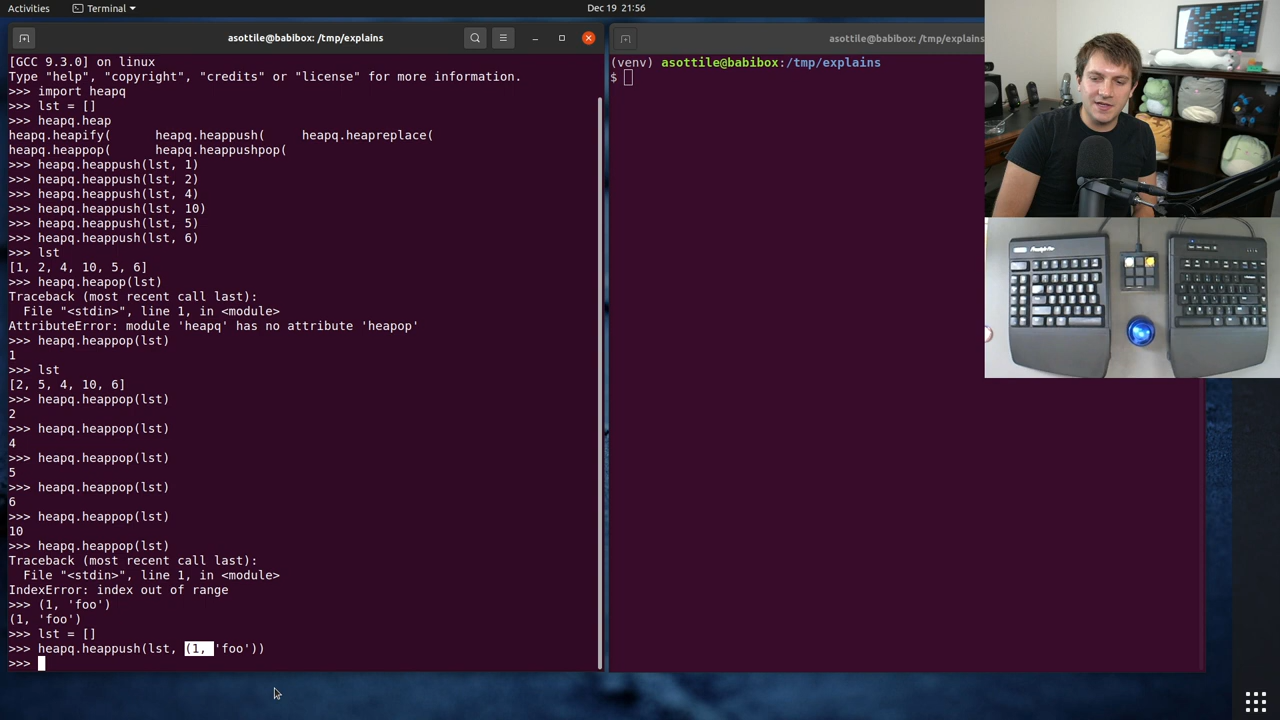 Activities
Terminal
Dec 19 21:56
asottile@babibox: /tmp/explains
[GCC 9.3.0] on linux
Type "help", "copyright", "credits" or "license" for more information.
>>> import heapq
>>> lst = []
>>> heapq.heap
heapq.heapify(      heapq.heappush(     heapq.heapreplace(
heapq.heappop(      heapq.heappushpop(
>>> heapq.heappush(lst, 1)
>>> heapq.heappush(lst, 2)
>>> heapq.heappush(lst, 4)
>>> heapq.heappush(lst, 10)
>>> heapq.heappush(lst, 5)
>>> heapq.heappush(lst, 6)
>>> lst
[1, 2, 4, 10, 5, 6]
>>> heapq.heapop(lst)
Traceback (most recent call last):
  File "<stdin>", line 1, in <module>
AttributeError: module 'heapq' has no attribute 'heapop'
>>> heapq.heappop(lst)
1
>>> lst
[2, 5, 4, 10, 6]
>>> heapq.heappop(lst)
2
>>> heapq.heappop(lst)
4
>>> heapq.heappop(lst)
5
>>> heapq.heappop(lst)
6
>>> heapq.heappop(lst)
10
>>> heapq.heappop(lst)
Traceback (most recent call last):
  File "<stdin>", line 1, in <module>
IndexError: index out of range
>>> (1, 'foo')
(1, 'foo')
>>> lst = []
>>> heapq.heappush(lst, (1, 'foo'))
>>>
asottile@babibox: /tmp/explains
(venv) asottile@babibox:/tmp/explains
$